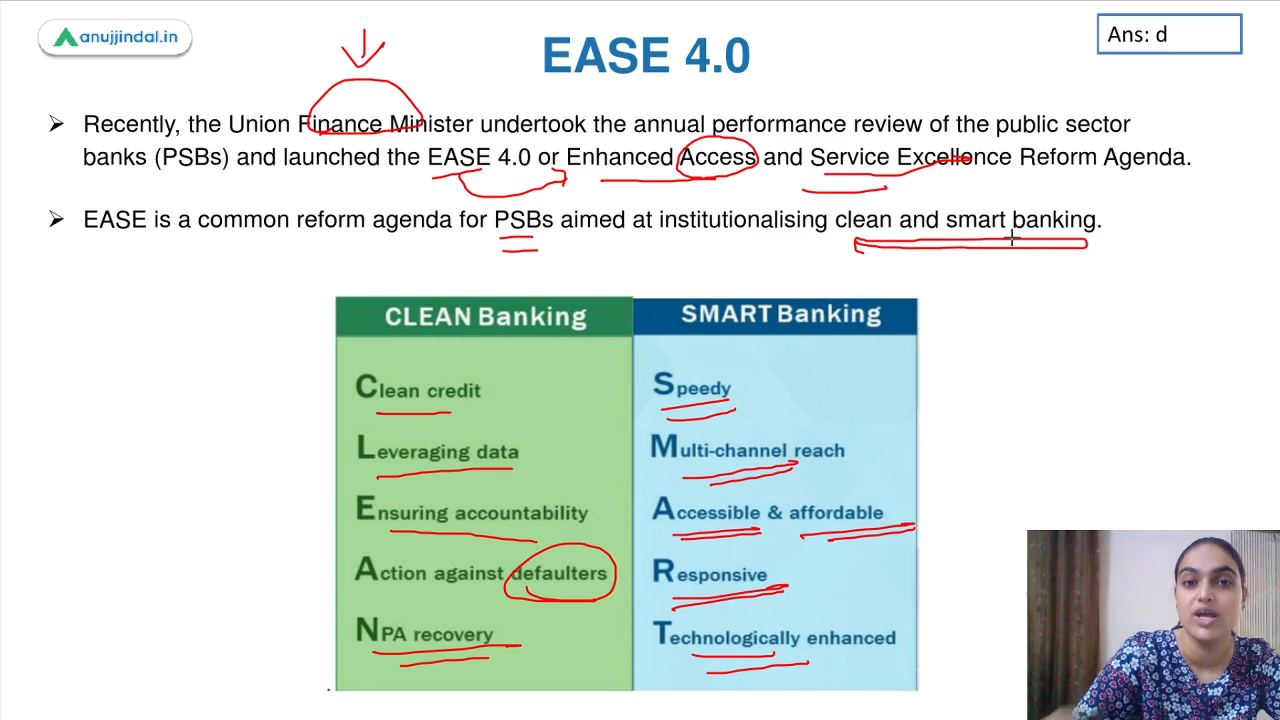 anujjindal.in
EASE 4.0
Ans: d
Recently, the Union Finance Minister undertook the annual performance review of the public sector
banks (PSBs) and launched the EASE 4.0 or Enhanced Access and Service Excellence Reform Agenda.
EASE is a common reform agenda for PSBs aimed at institutionalising clean and smart banking.
CLEAN Banking
Clean credit
Leveraging data
Ensuring accountability
Action against defaulters
NPA recovery
SMART Banking
Speedy
Multi-channel reach
Accessible & affordable
Responsive
Technologically enhanced